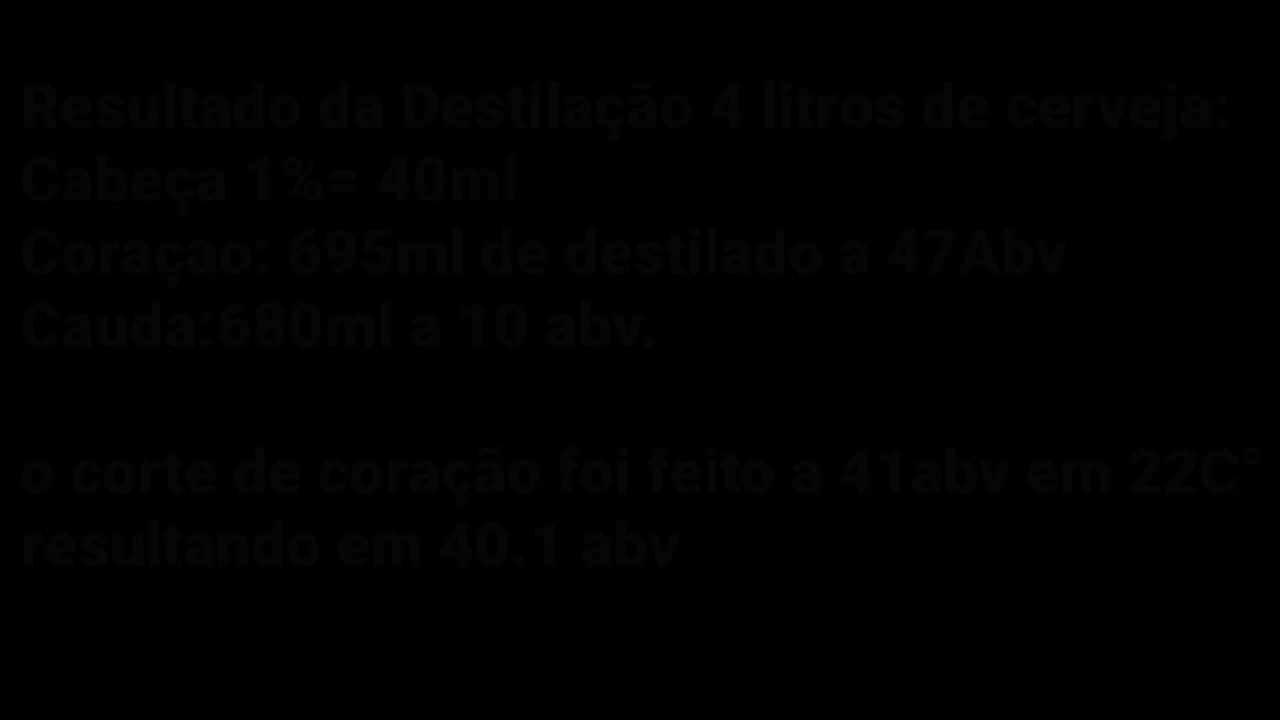 Resultado da Destilação 4 litros de cerveja:
Cabeça 1%= 40ml
Coraçao: 695ml de destilado a 47Abv
Cauda:680ml a 10 abv.
o corte de coração foi feito a 41abv em 22C°
resultando em 40.1 abv